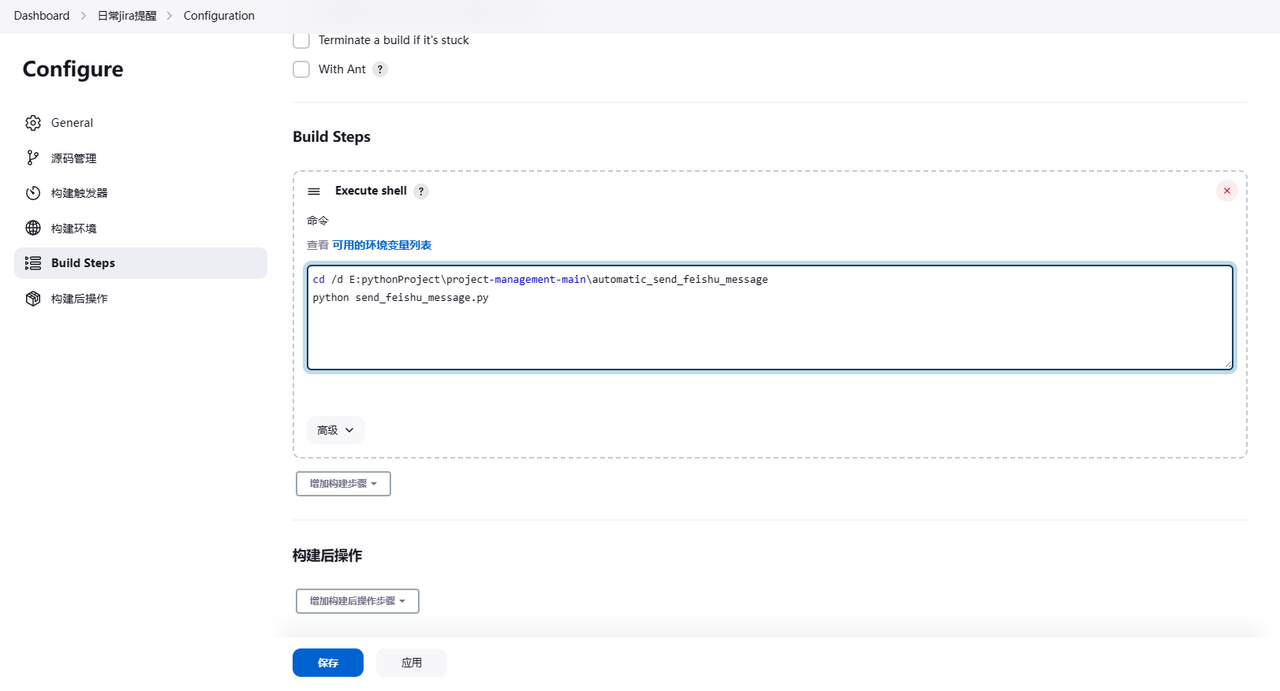 Dashboard > 日常jira提醒 > Configuration
Configure
General
源码管理
构建触发器
构建环境
Build Steps
构建后操作
Terminate a build if it's stuck
With Ant ?
Build Steps
Execute shell ?
命令
查看 可用的环境变量列表
cd /d E:pythonProject\project-management-main\automatic_send_feishu_message
python send_feishu_message.py
高级
增加构建步骤
构建后操作
增加构建后操作步骤
保存 应用